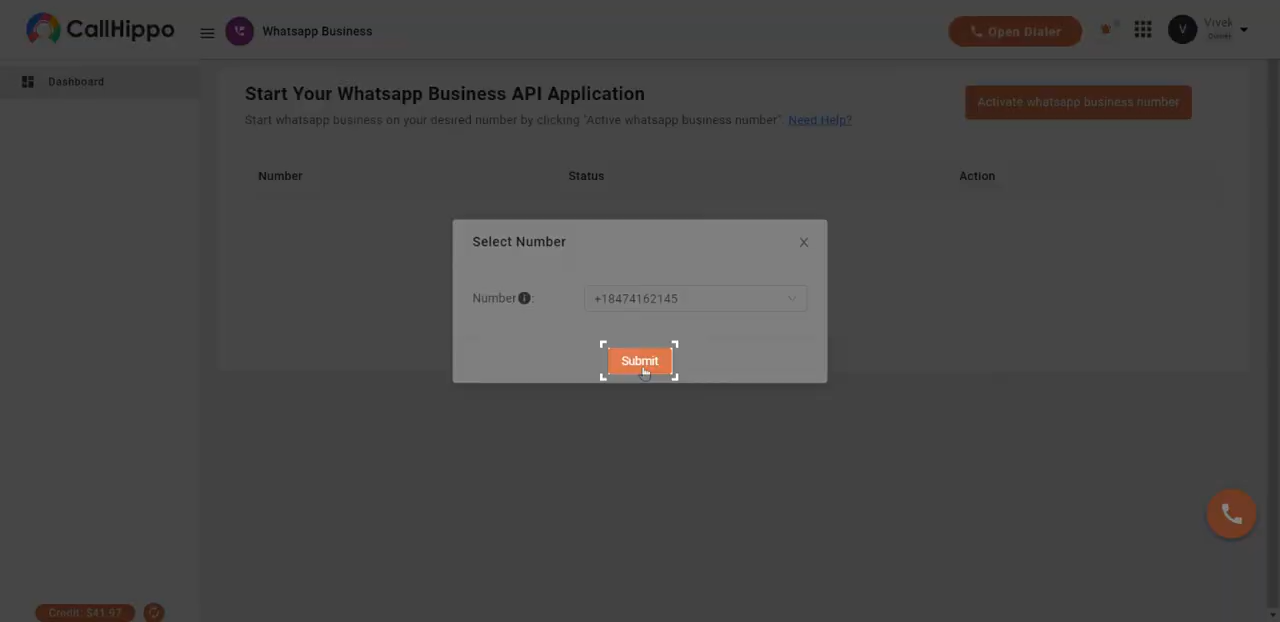 CallHippo
Whatsapp Business
Open Dialer
V
Vivek
Dashboard
Start Your Whatsapp Business API Application
Activate whatsapp business number
Start whatsapp business on your desired number by clicking "Active whatsapp business number". Need Help?
Number
Status
Action
Select Number
X
Number i :
+18474162145
Submit
Credit: $41.97